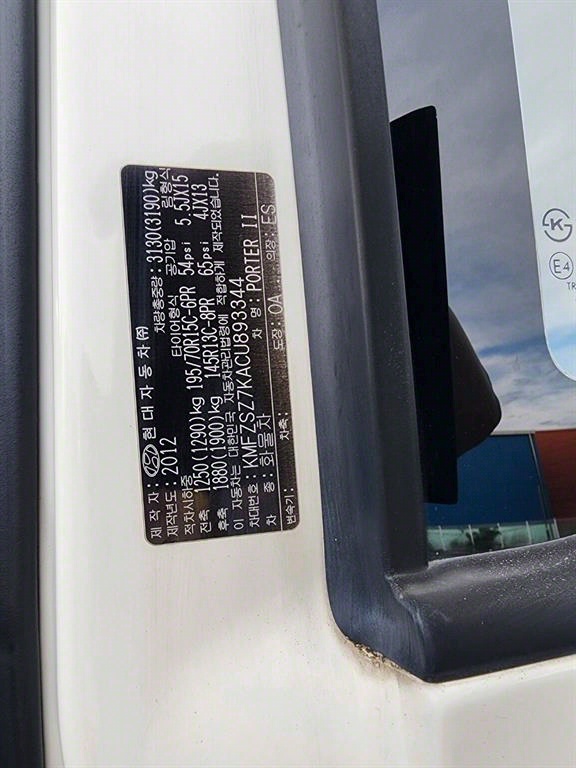 제 작 자: 현 대 자 동 차 (주)
제작년도: 2012 차량총중량: 3130(3190)kg
적차시하중 타이어형식 공기압 림형식
전축 1250(1290)kg 195/70R15C-6PR 54psi 5.5JX15
후축 1880(1900)kg 145R13C-8PR 65psi 4JX13
이 자동차는 대한민국 자동차관리법령에 적합하게 제작되었습니다.
차대번호: KMFZSZ7KACU893344
차 종: 화물차 차 명: PORTER II
변속기: 차축: 도장: OA 의장: ES
K
E4
TR